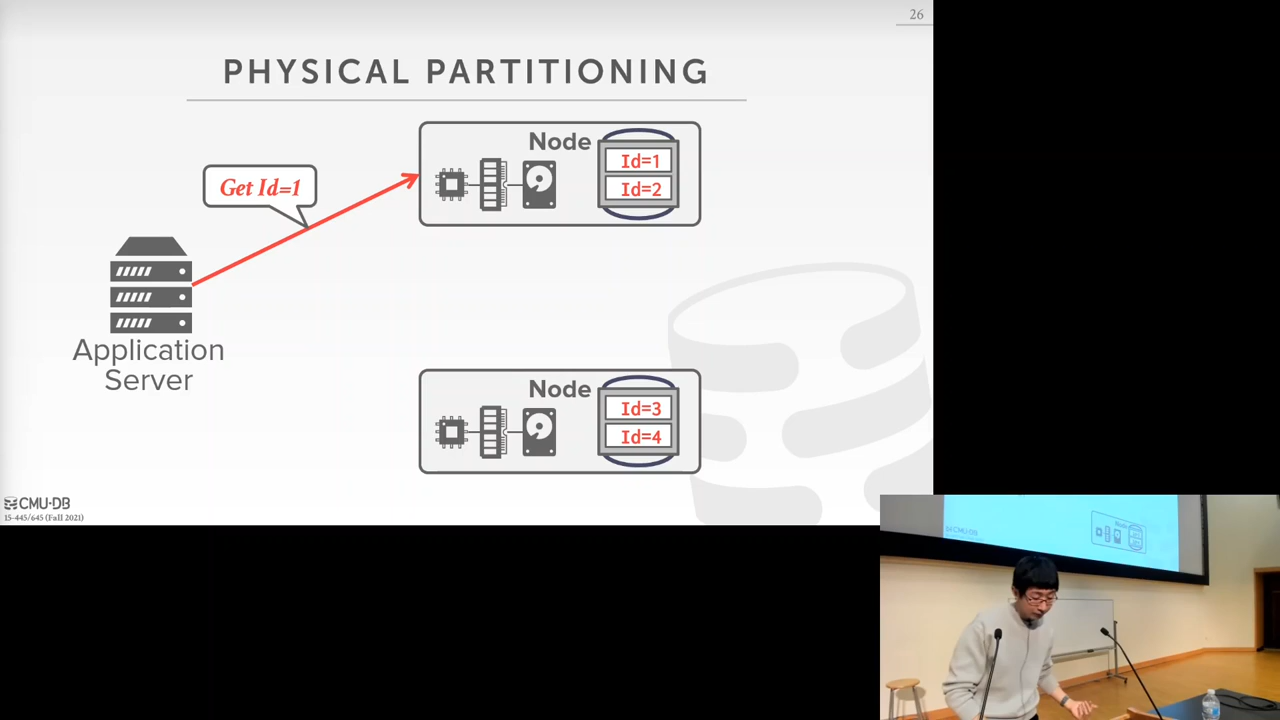 26
PHYSICAL PARTITIONING
Node
Id=1
Id=2
Get Id=1
Application
Server
Node
Id=3
Id=4
CMU·DB
15-445/645 (Fall 2021)